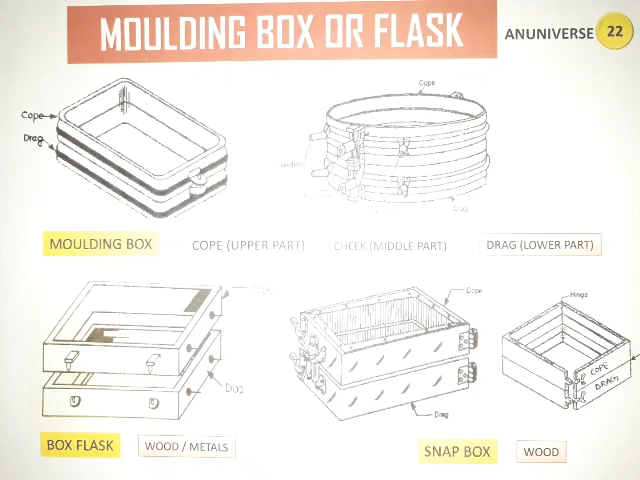 MOULDING BOX OR FLASK
ANUNIVERSE 22
Cope
Drag
Cope
Drag
MOULDING BOX
COPE (UPPER PART)
CHEEK (MIDDLE PART)
DRAG (LOWER PART)
Drag
Cope
Drag
Hinge
COPE
DRAG
BOX FLASK
WOOD / METALS
SNAP BOX
WOOD